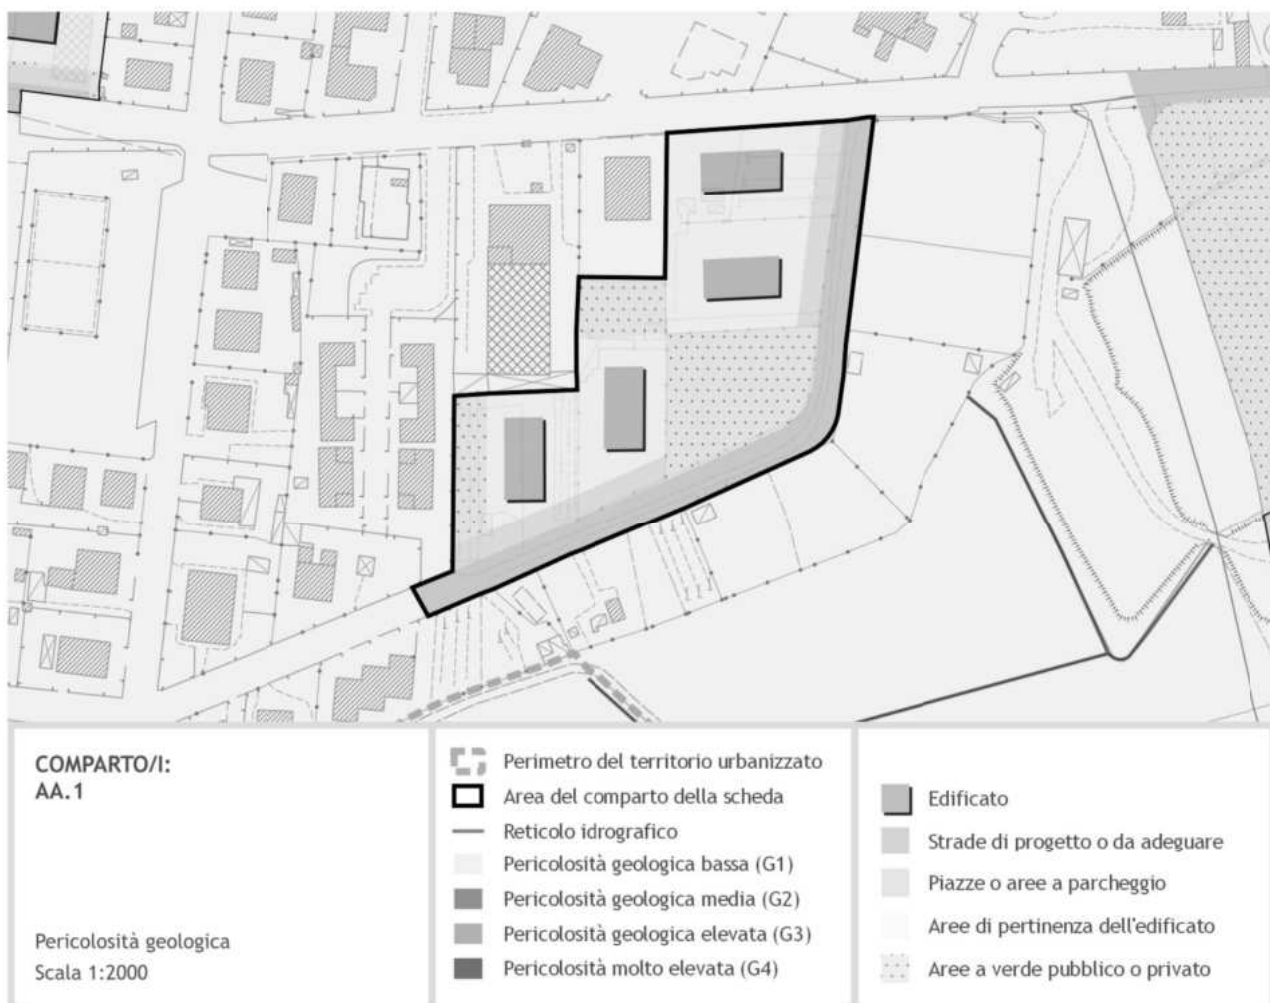 COMPARTO/I:
AA.1
Pericolosità geologica
Scala 1:2000
Perimetro del territorio urbanizzato
Area del comparto della scheda
Reticolo idrografico
Pericolosità geologica bassa (G1)
Pericolosità geologica media (G2)
Pericolosità geologica elevata (G3)
Pericolosità molto elevata (G4)
Edificato
Strade di progetto o da adeguare
Piazze o aree a parcheggio
Aree di pertinenza dell'edificato
Aree a verde pubblico o privato